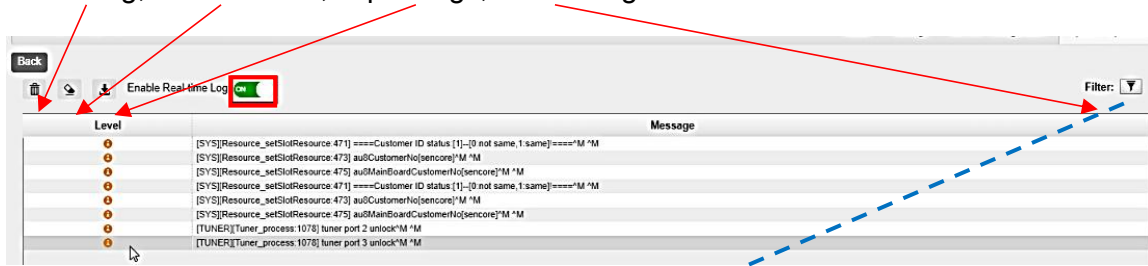 Back
Enable Real-time Log ON Filter:
Level Message
[SYS][Resource_setSlotResource:471] ====Customer ID status:[1]--[0:not same,1:same]!====^M ^M
[SYS][Resource_setSlotResource:473] au8CustomerNo[sencore]^M ^M
[SYS][Resource_setSlotResource:475] au8MainBoardCustomerNo[sencore]^M ^M
[SYS][Resource_setSlotResource:471] ====Customer ID status:[1]--[0:not same,1:same]!====^M ^M
[SYS][Resource_setSlotResource:473] au8CustomerNo[sencore]^M ^M
[SYS][Resource_setSlotResource:475] au8MainBoardCustomerNo[sencore]^M ^M
[TUNER][Tuner_process:1078] tuner port 2 unlock^M ^M
[TUNER][Tuner_process:1078] tuner port 3 unlock^M ^M